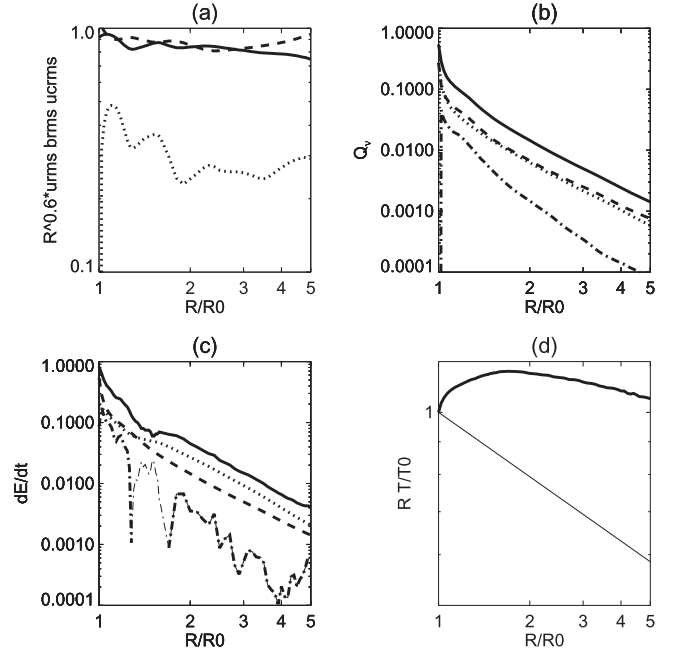 (a)
1.0
0.1
R^0.6*urms brms ucrms
1 2 3 4 5
R/R0
(b)
1.0000
0.1000
0.0100
0.0010
0.0001
Qν
1 2 3 4 5
R/R0
(c)
1.0000
0.1000
0.0100
0.0010
0.0001
dE/dt
1 2 3 4 5
R/R0
(d)
1
R T/T0
1 2 3 4 5
R/R0